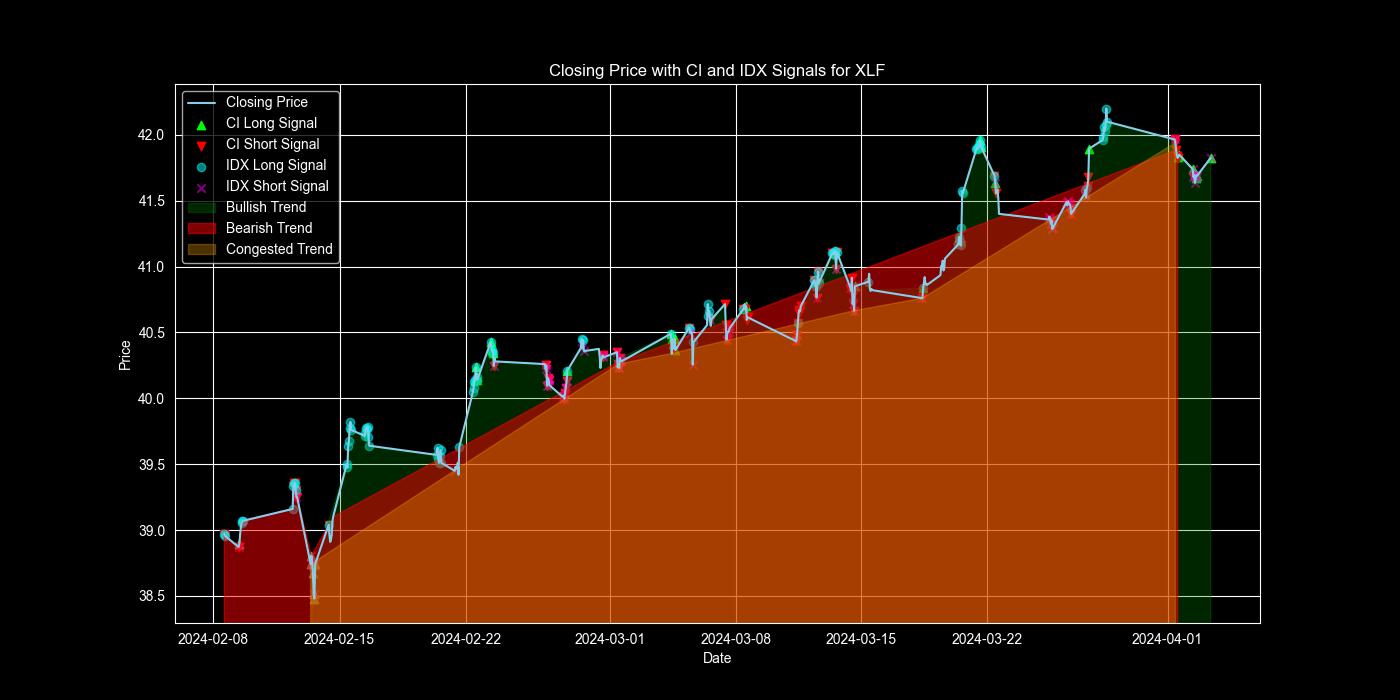 Closing Price with CI and IDX Signals for XLF
Closing Price
CI Long Signal
CI Short Signal
IDX Long Signal
IDX Short Signal
Bullish Trend
Bearish Trend
Congested Trend
42.0
41.5
41.0
40.5
40.0
39.5
39.0
38.5
Price
2024-02-08
2024-02-15
2024-02-22
2024-03-01
2024-03-08
2024-03-15
2024-03-22
2024-04-01
Date